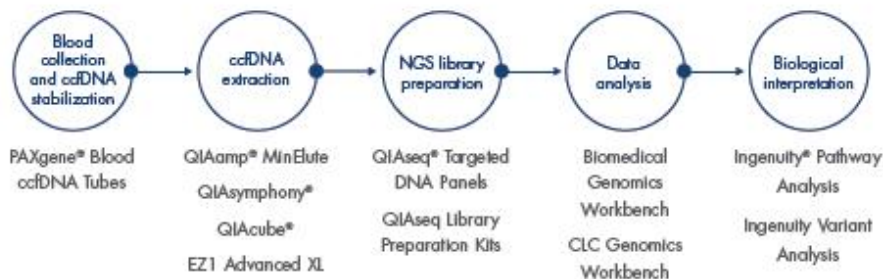 Blood
collection
and ccfDNA
stabilization
ccfDNA
extraction
NGS library
preparation
Data
analysis
Biological
interpretation
PAXgene® Blood
ccfDNA Tubes
QIAamp® MinElute
QIAsymphony®
QIAcube®
EZ1 Advanced XL
QIAseq® Targeted
DNA Panels
QIAseq Library
Preparation Kits
Biomedical
Genomics
Workbench
CLC Genomics
Workbench
Ingenuity® Pathway
Analysis
Ingenuity Variant
Analysis